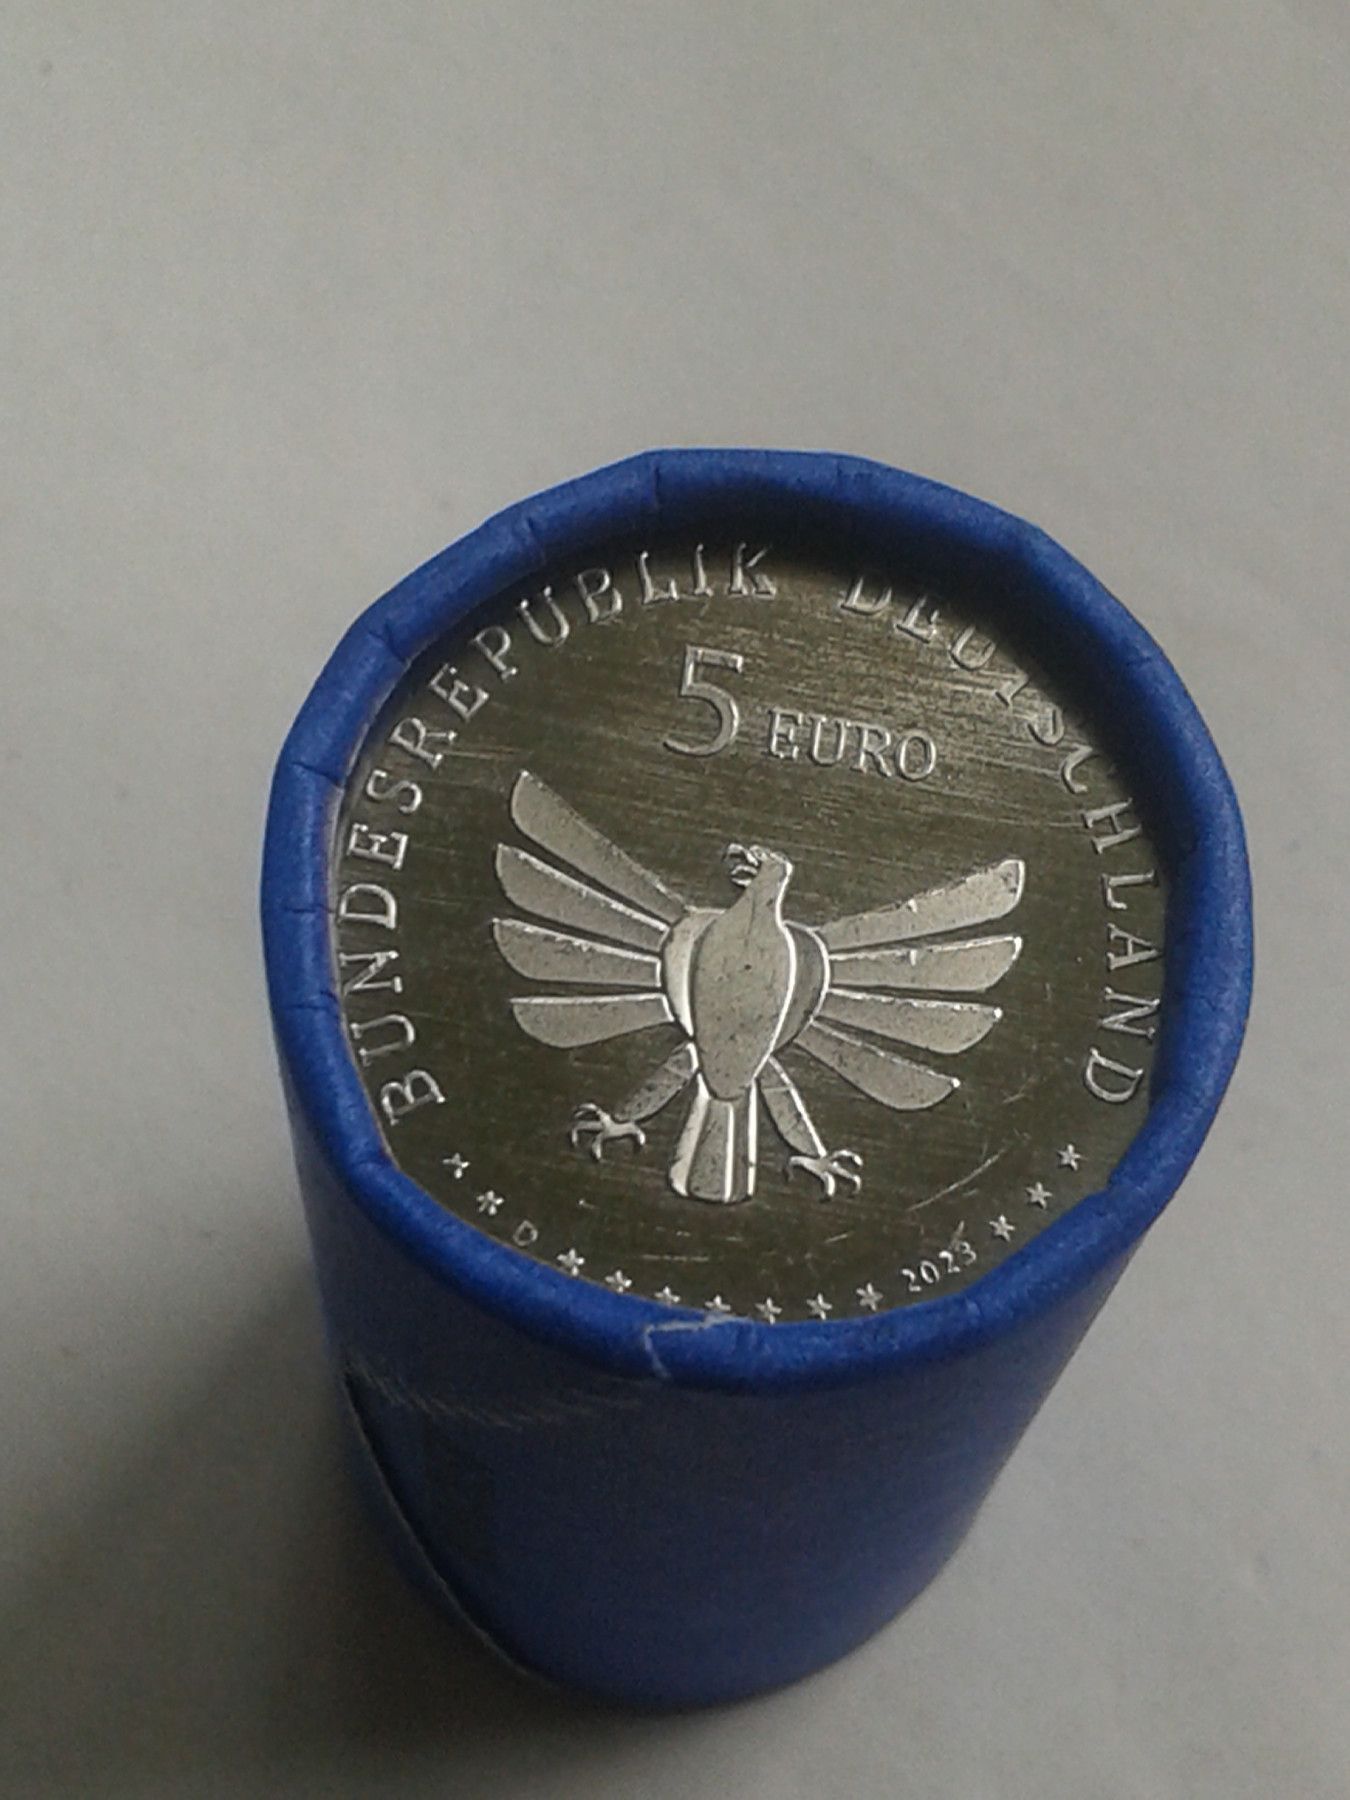 BUNDESREPUBLIK DEUTSCHLAND
5 EURO
D
2023